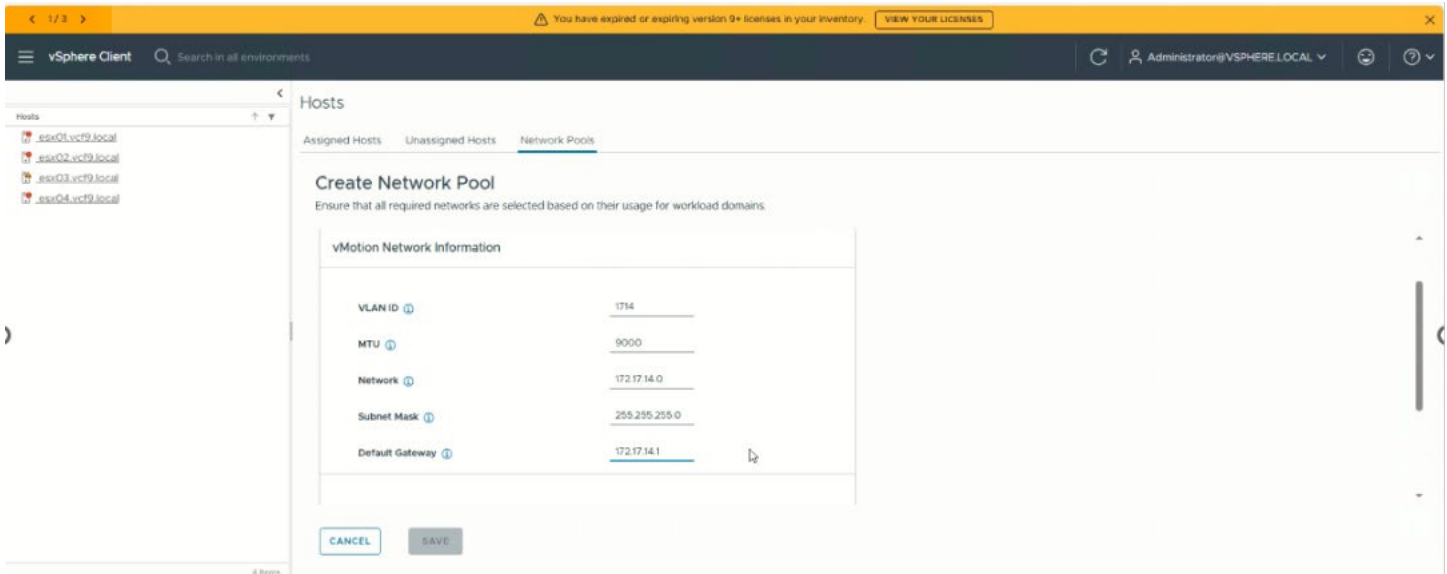 1 / 3
You have expired or expiring version 9+ licenses in your inventory. VIEW YOUR LICENSES
vSphere Client Search in all environments
Administrator@VSPHERE.LOCAL
Hosts
esx01.vcf9.local
esx02.vcf9.local
esx03.vcf9.local
esx04.vcf9.local
4 items
Hosts
Assigned Hosts Unassigned Hosts Network Pools
Create Network Pool
Ensure that all required networks are selected based on their usage for workload domains.
vMotion Network Information
VLAN ID 1714
MTU 9000
Network 172.17.14.0
Subnet Mask 255.255.255.0
Default Gateway 172.17.14.1
CANCEL SAVE